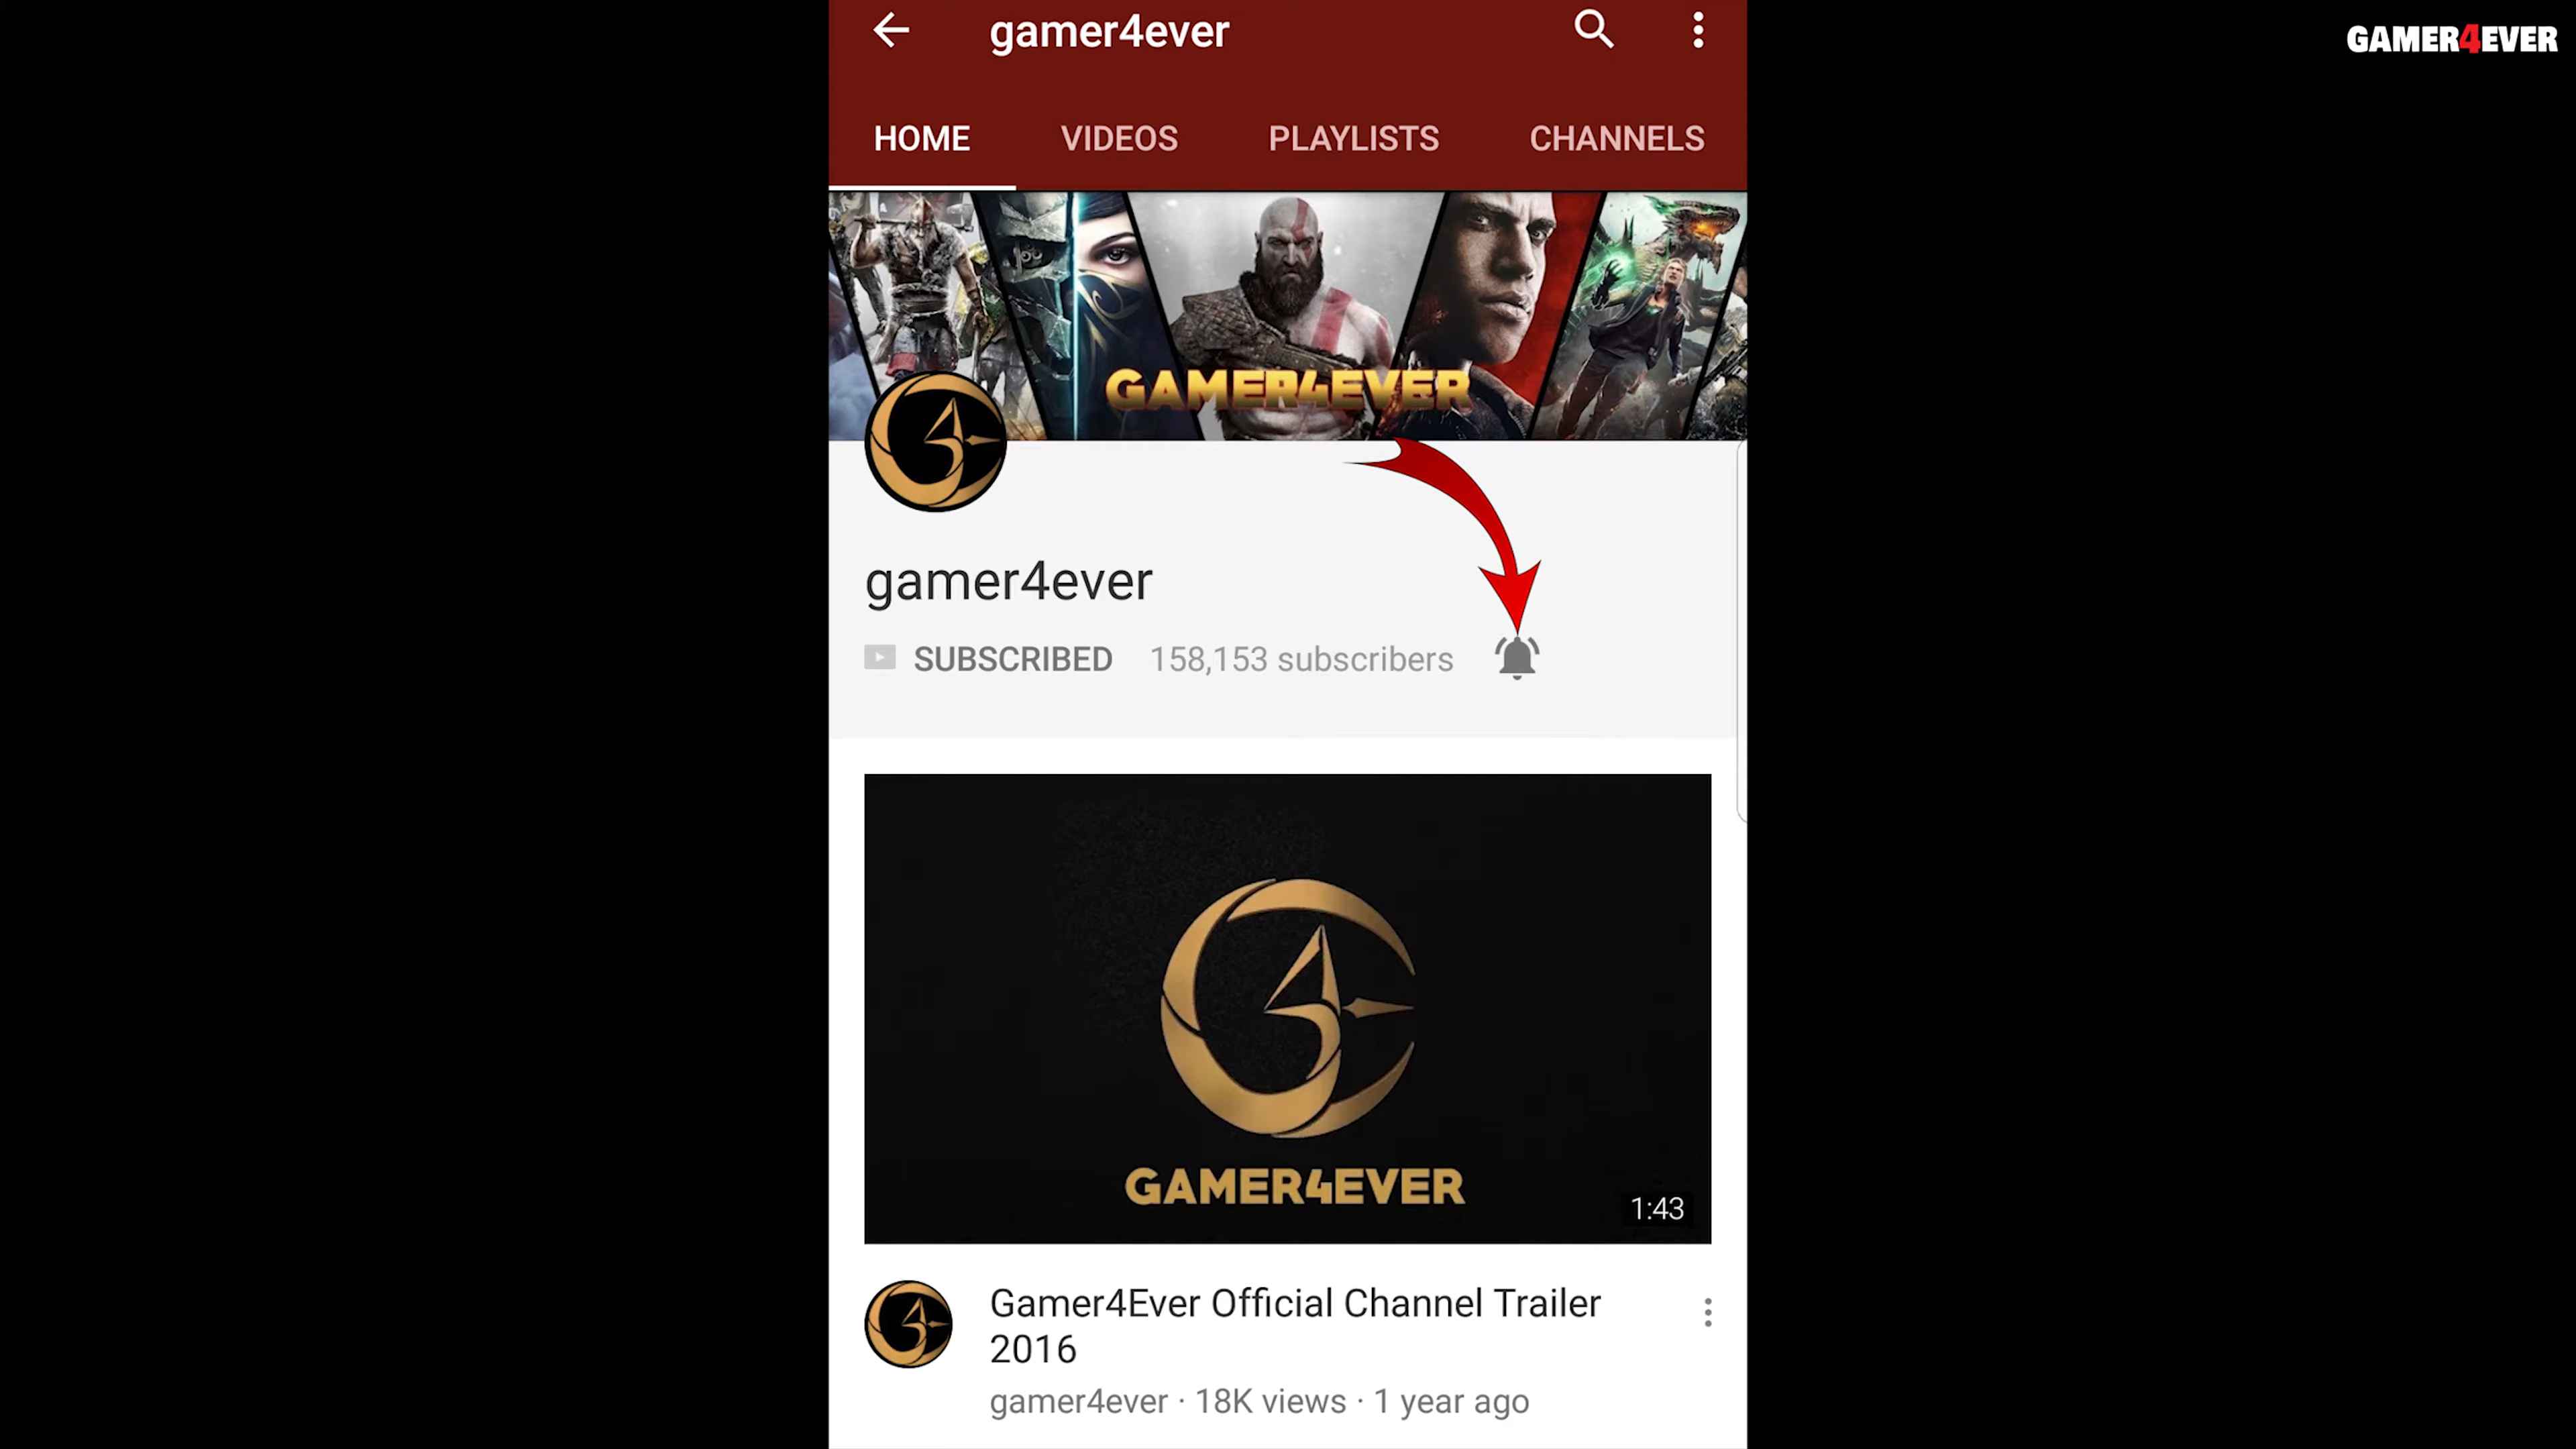 gamer4ever
GAMER4EVER
HOME VIDEOS PLAYLISTS CHANNELS
GAMER4EVER
gamer4ever
SUBSCRIBED 158,153 subscribers
GAMER4EVER
1:43
Gamer4Ever Official Channel Trailer
2016
gamer4ever · 18K views · 1 year ago